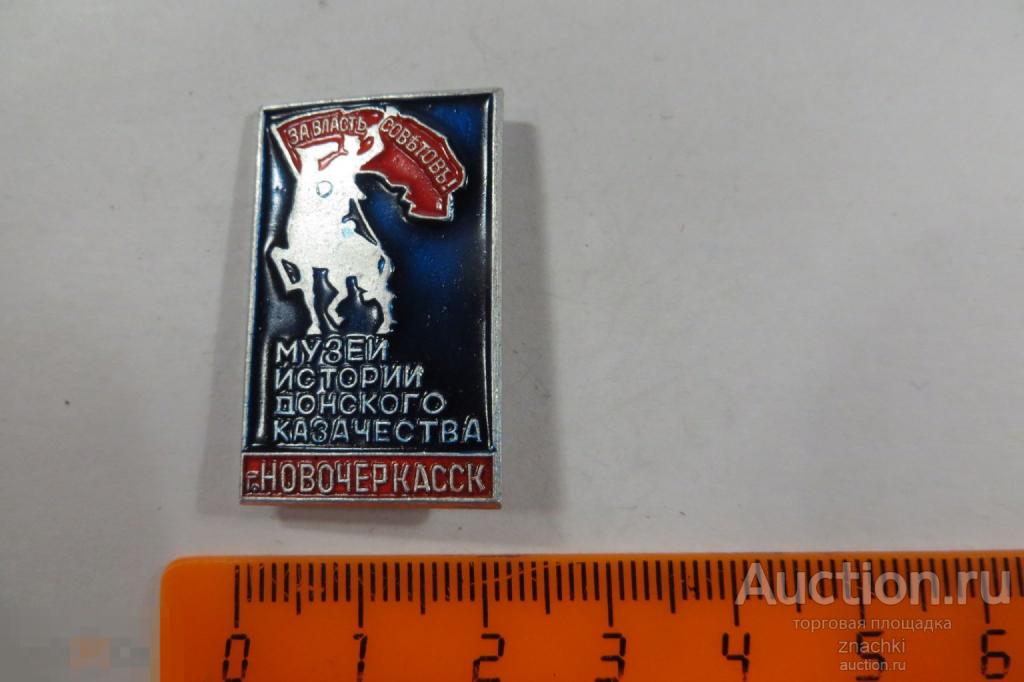 ЗА ВЛАСТЬ СОВѢТОВЪ!
МУЗЕЙ
ИСТОРИИ
ДОНСКОГО
КАЗАЧЕСТВА
г. НОВОЧЕРКАССК
0 1 2 3 4 5 6
Auction.ru
торговая площадка
znachki
auction.ru